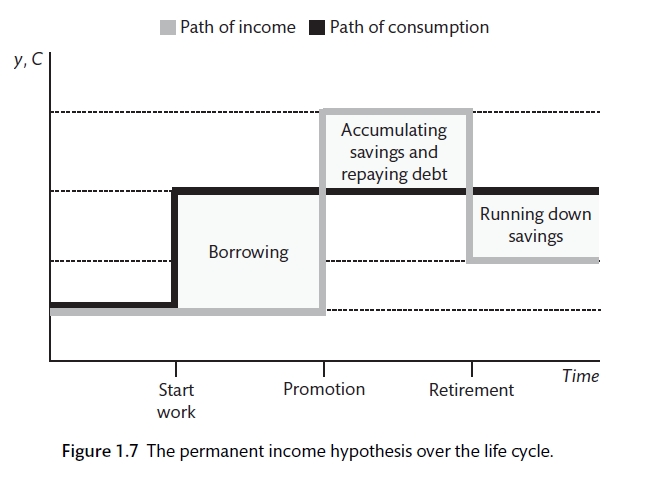 Path of income Path of consumption
y, C
Accumulating
savings and
repaying debt
Borrowing
Running down
savings
Start
work
Promotion
Retirement
Time
Figure 1.7 The permanent income hypothesis over the life cycle.